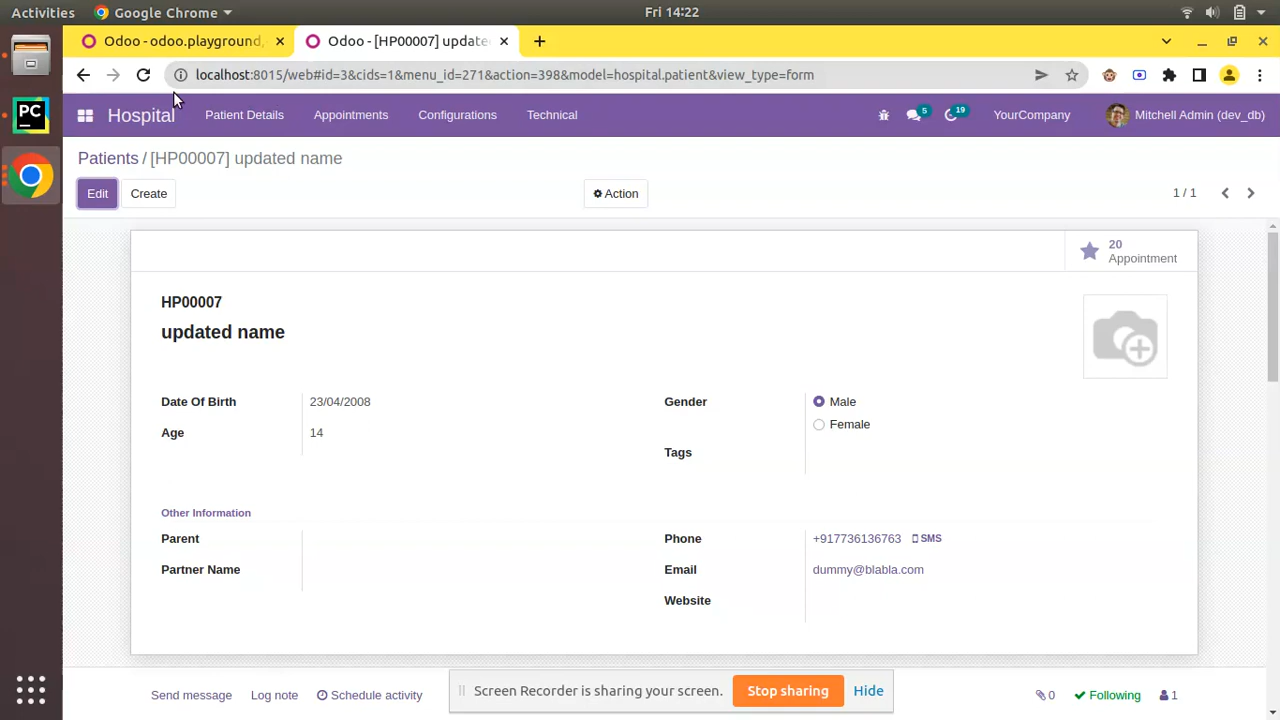 Activities Google Chrome Fri 14:22
Odoo - odoo.playground, Odoo - [HP00007] update
localhost:8015/web#id=3&cids=1&menu_id=271&action=398&model=hospital.patient&view_type=form
Hospital Patient Details Appointments Configurations Technical 5 19 YourCompany Mitchell Admin (dev_db)
PC
Patients / [HP00007] updated name
Edit Create Action 1 / 1
20
Appointment
HP00007
updated name
Date Of Birth 23/04/2008 Gender Male
Age 14 Female
Tags
Other Information
Parent Phone +917736136763 SMS
Partner Name Email dummy@blabla.com
Website
Send message Log note Schedule activity Screen Recorder is sharing your screen. Stop sharing Hide 0 Following 1